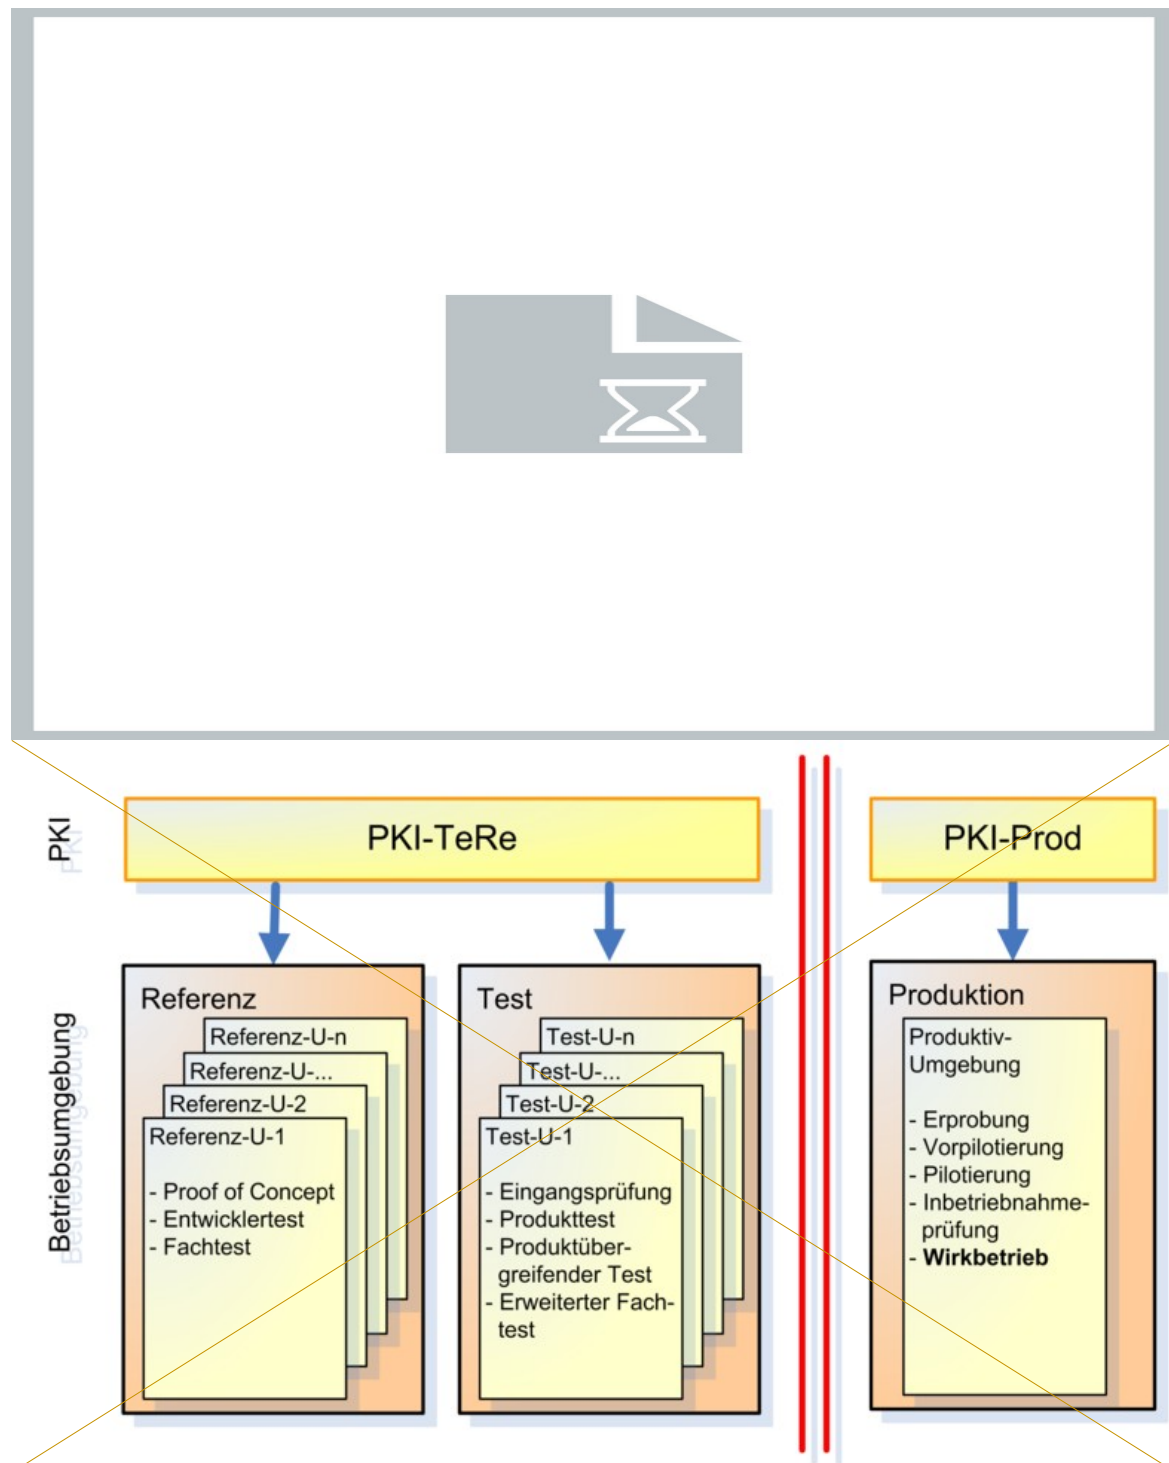 PKI
PKI-TeRe
PKI-Prod
Betriebsumgebung
Referenz
Referenz-U-n
Referenz-U-...
Referenz-U-2
Referenz-U-1
- Proof of Concept
- Entwicklertest
- Fachtest
Test
Test-U-n
Test-U-...
Test-U-2
Test-U-1
- Eingangsprüfung
- Produkttest
- Produktüber-
greifender Test
- Erweiterter Fach-
test
Produktion
Produktiv-
Umgebung
- Erprobung
- Vorpilotierung
- Pilotierung
- Inbetriebnahme-
prüfung
- Wirkbetrieb